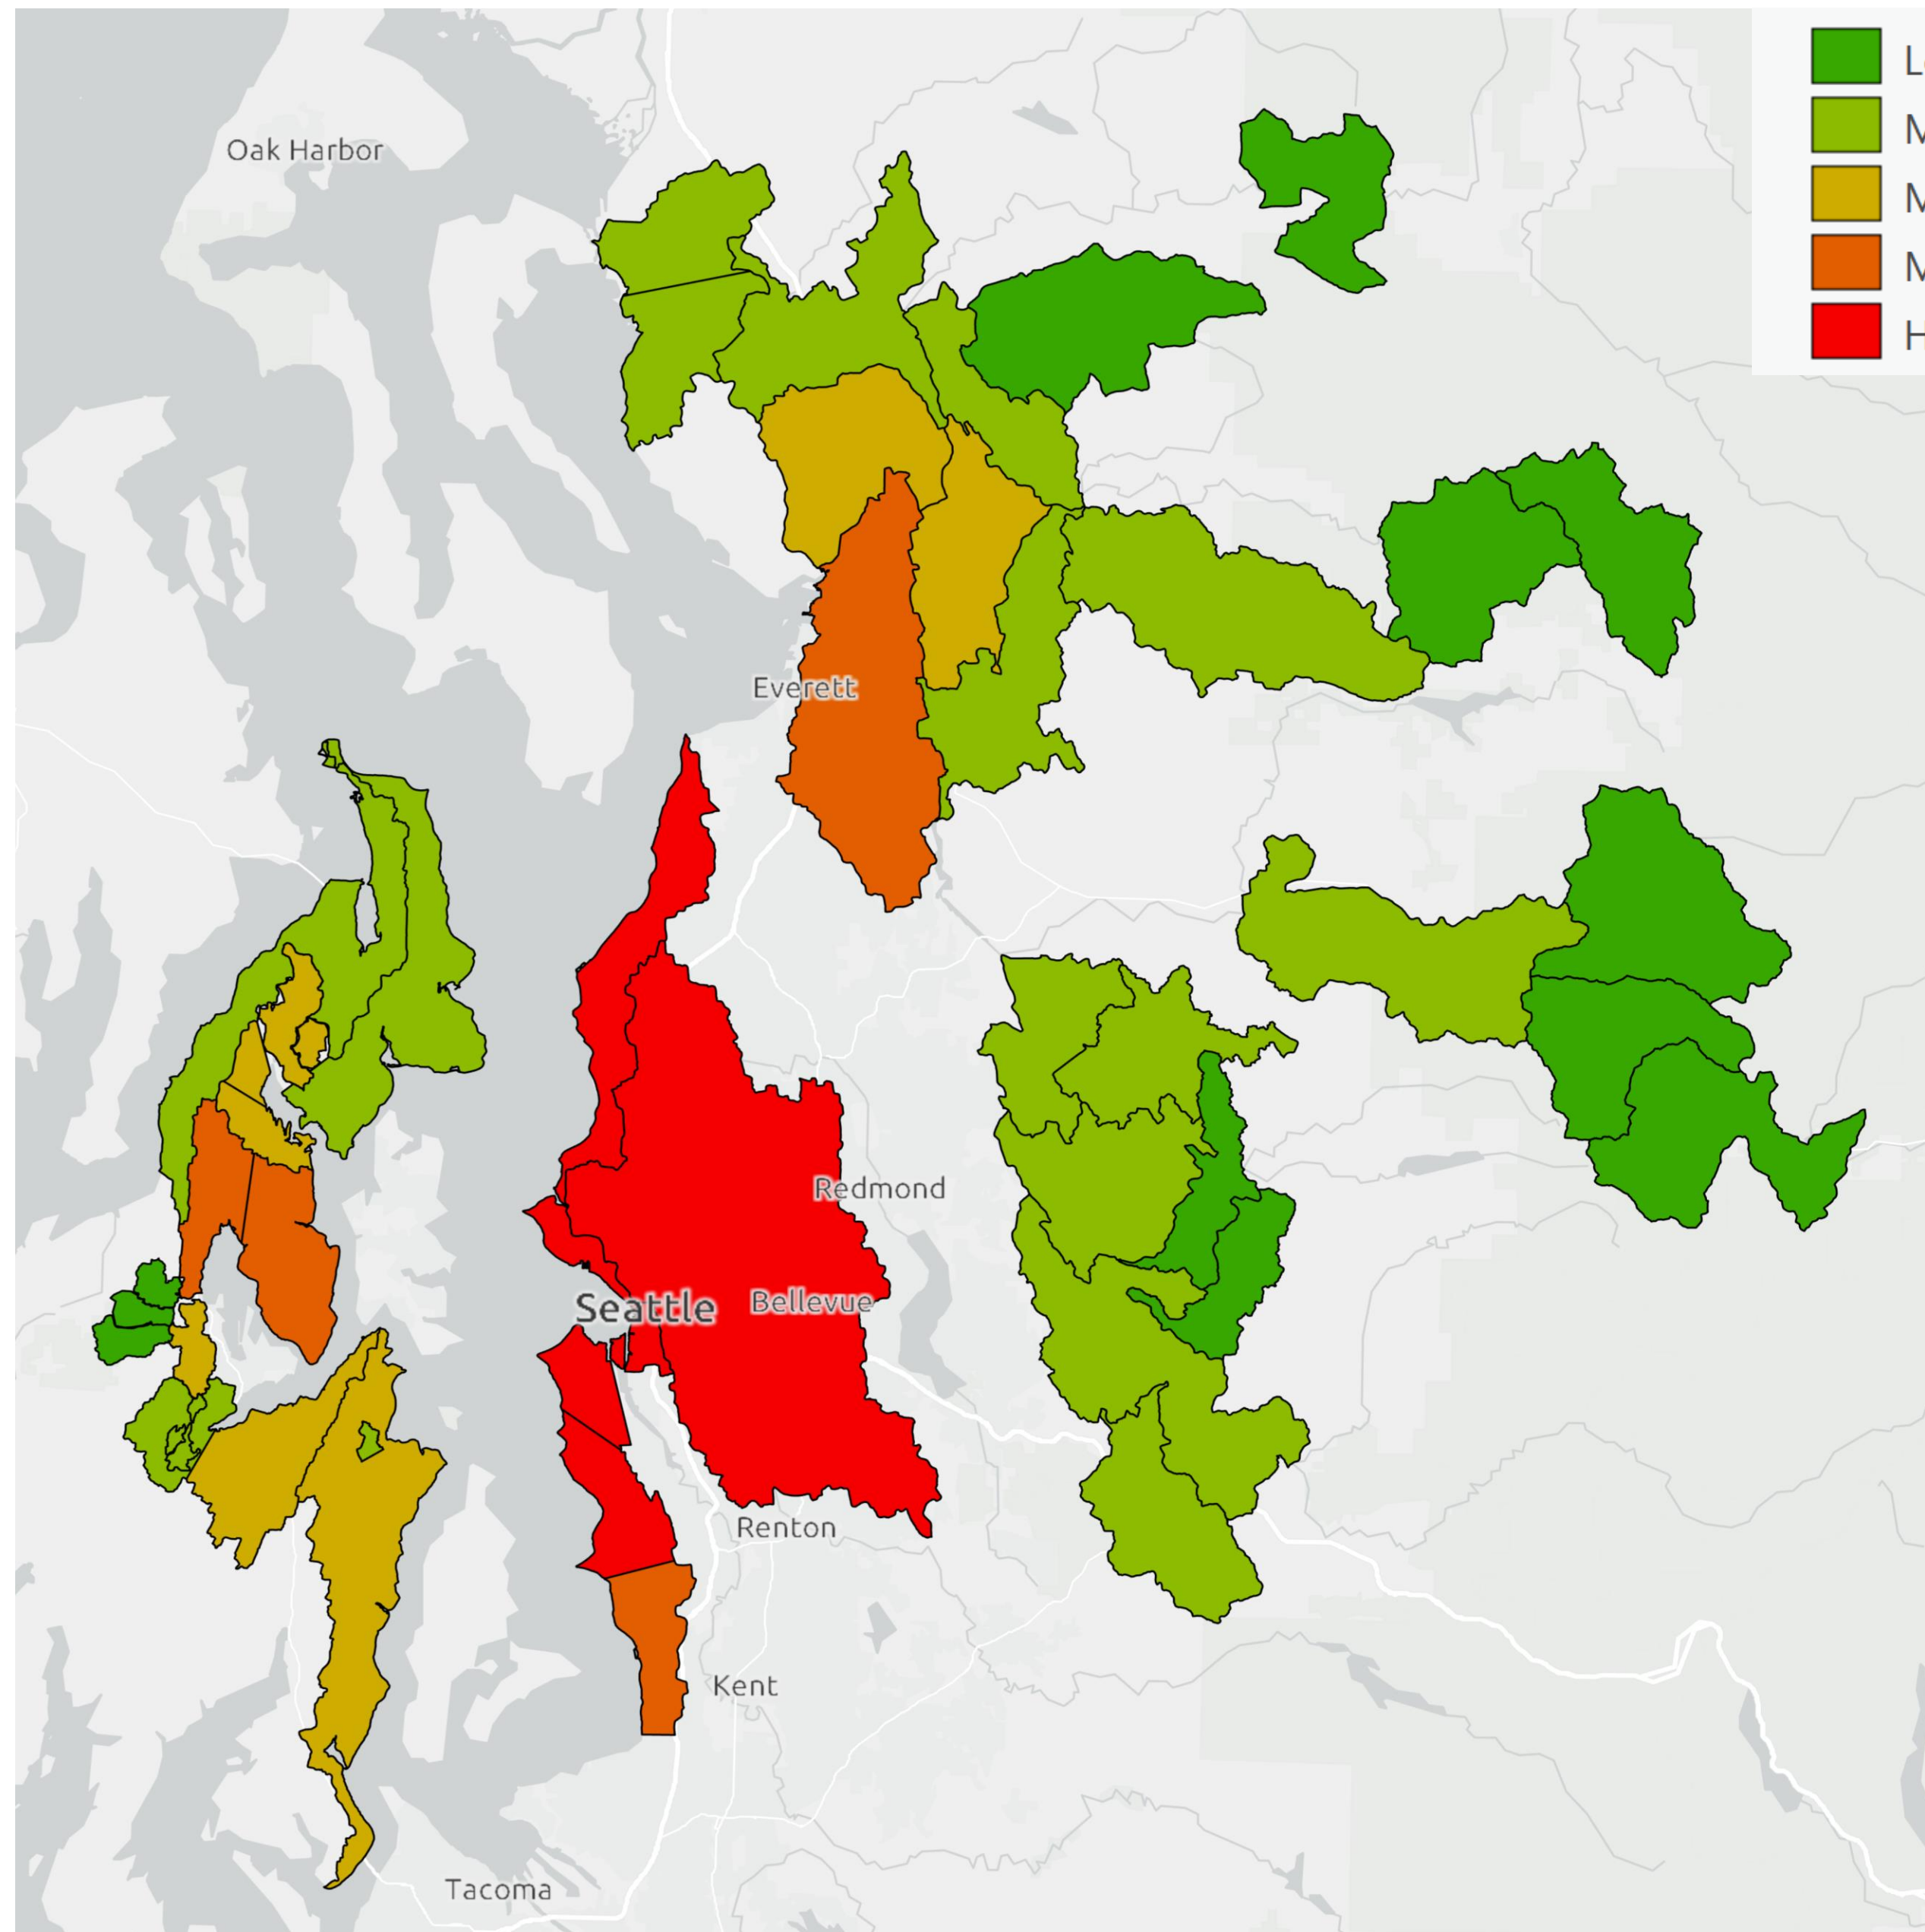 L
M
M
M
H
Oak Harbor
Everett
Redmond
Seattle
Bellevue
Renton
Kent
Tacoma